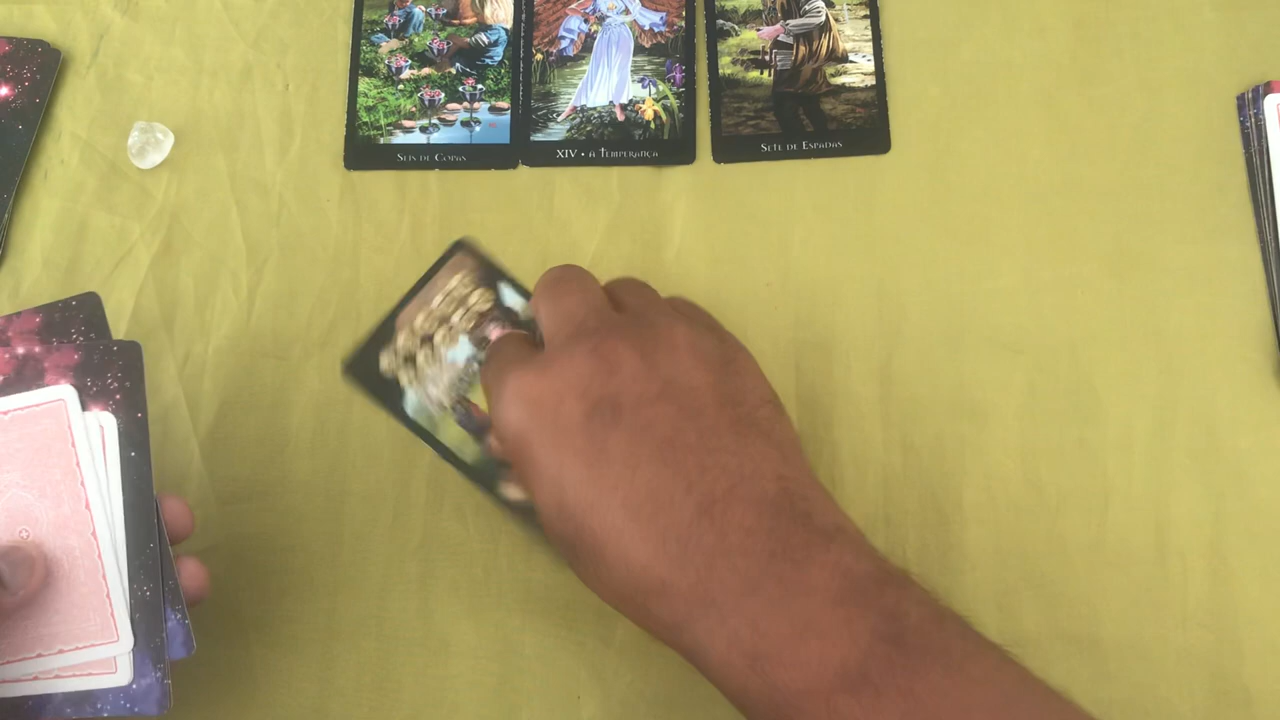 SEIS DE COPAS
XIV • A TEMPERANÇA
SETE DE ESPADAS